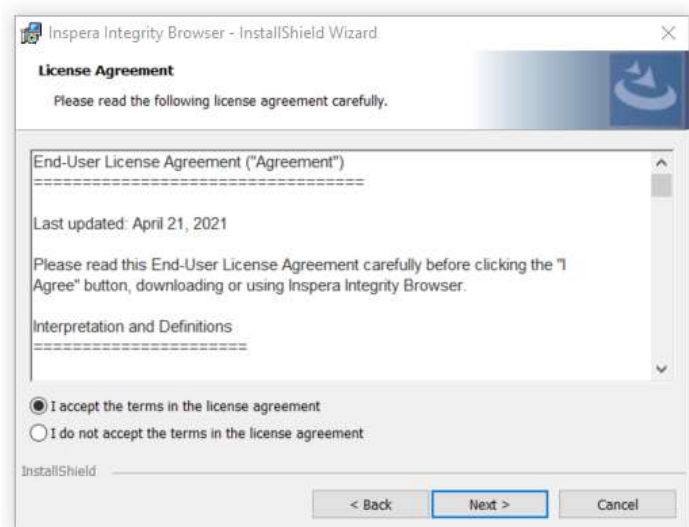 Inspera Integrity Browser - InstallShield Wizard
License Agreement
Please read the following license agreement carefully.
End-User License Agreement ("Agreement")
==================================
Last updated: April 21, 2021
Please read this End-User License Agreement carefully before clicking the "I
Agree" button, downloading or using Inspera Integrity Browser.
Interpretation and Definitions
======================
I accept the terms in the license agreement
I do not accept the terms in the license agreement
InstallShield
< Back
Next >
Cancel